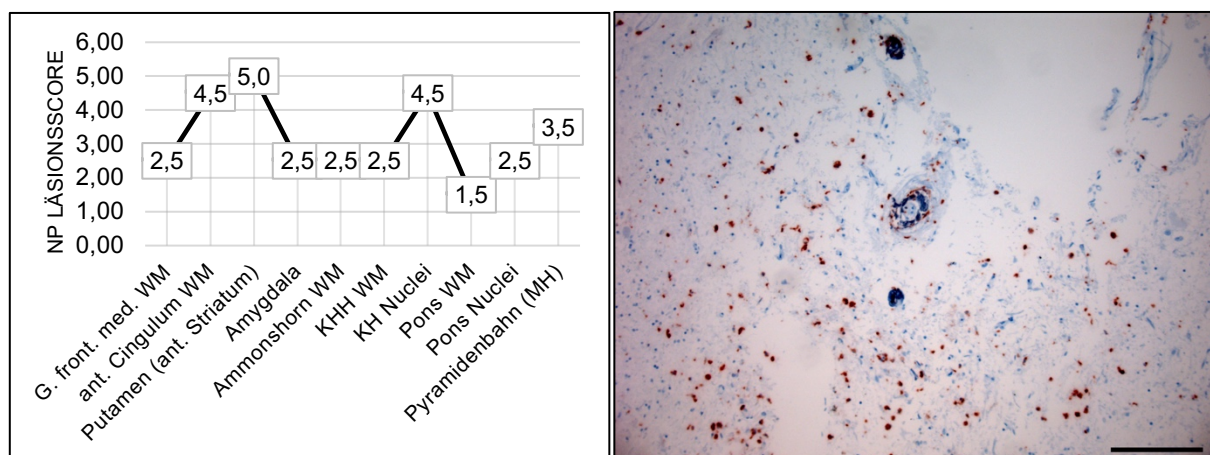 NP LÄSIONSSCORE
6,00
5,00
4,00
3,00
2,00
1,00
0,00
2,5
4,5
5,0
2,5
2,5
2,5
4,5
1,5
2,5
3,5
G. front. med. WM
ant. Cingulum WM
Putamen (ant. Striatum)
Amygdala
Ammonshorn WM
KHH WM
KH Nuclei
Pons WM
Pons Nuclei
Pyramidenbahn (MH)